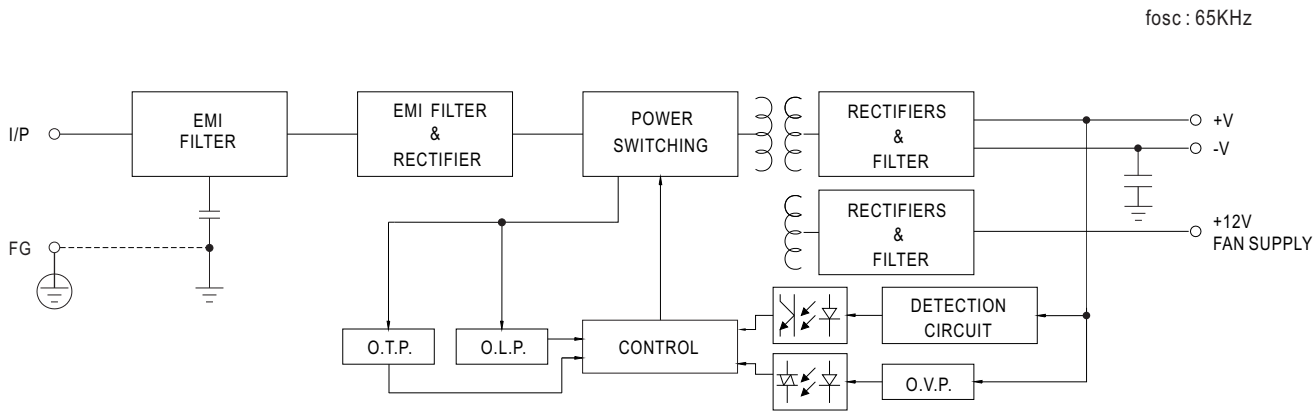 fosc : 65KHz
I/P
EMI
FILTER
EMI FILTER
&
RECTIFIER
POWER
SWITCHING
RECTIFIERS
&
FILTER
+V
-V
RECTIFIERS
&
FILTER
+12V
FAN SUPPLY
FG
O.T.P.
O.L.P.
CONTROL
DETECTION
CIRCUIT
O.V.P.